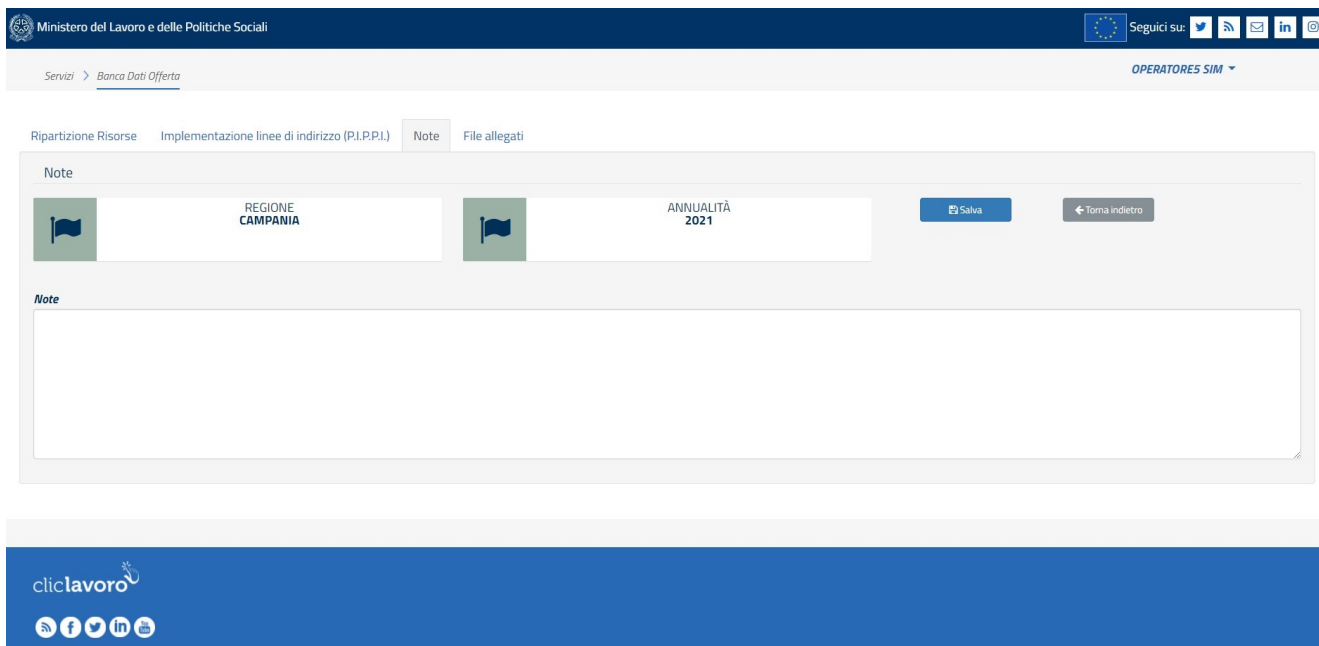 Ministero del Lavoro e delle Politiche Sociali
Seguici su:
Servizi > Banca Dati Offerta
OPERATORE5 SIM
Ripartizione Risorse Implementazione linee di indirizzo (P.I.P.P.I.) Note File allegati
Note
REGIONE
CAMPANIA
ANNUALITÀ
2021
Salva
Torna indietro
Note
cliclavoro